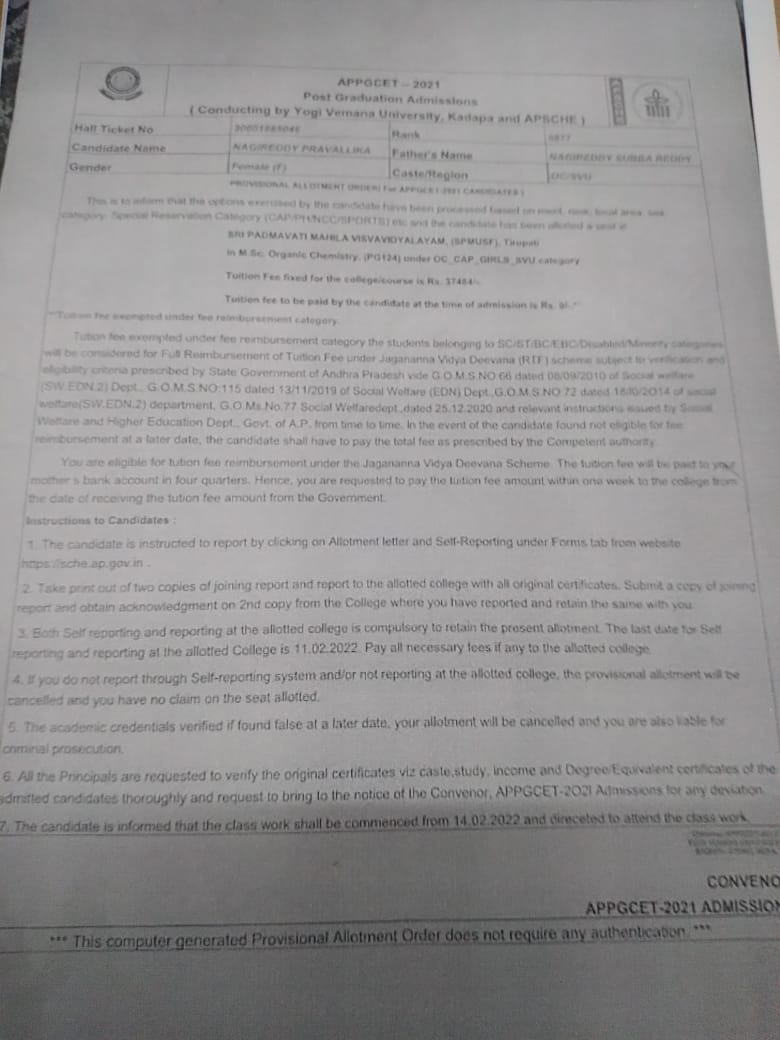 APPGCET – 2021
Post Graduation Admissions
( Conducting by Yogi Vemana University, Kadapa and APSCHE )
Hall Ticket No
Rank
Candidate Name NAGIREDDY PRAVALLIKA Father's Name NAGIREDDY SUBBA REDDY
Gender Female (F) Caste/Region OC/SVU
PROVISIONAL ALLOTMENT ORDER( For APPGCET-2021 CANDIDATES )
This is to inform that the options exercised by the candidate have been processed based on merit, rank, local area, sex,
category, Special Reservation Category (CAP/PH/NCC/SPORTS) etc and the candidate has been allotted a seat in
SRI PADMAVATI MAHILA VISVAVIDYALAYAM, (SPMUSF), Tirupati
in M.Sc. Organic Chemistry, (PG124) under OC_CAP_GIRLS_SVU category
Tuition Fee fixed for the college/course is Rs. 37484/-
Tuition fee to be paid by the candidate at the time of admission is Rs. 0/-**
**Tuition fee exempted under fee reimbursement category.
Tution fee exempted under fee reimbursement category the students belonging to SC/ST/BC/EBC/Disabled/Minority categories
will be considered for Full Reimbursement of Tuition Fee under Jagananna Vidya Deevana (RTF) scheme subject to verification and
eligibility criteria prescribed by State Government of Andhra Pradesh vide G.O.M.S.NO.66 dated 08/09/2010 of Social welfare
(SW.EDN.2) Dept., G.O.M.S.NO:115 dated 13/11/2019 of Social Welfare (EDN) Dept.,G.O.M.S.NO 72 dated 18/10/2014 of social
welfare(SW.EDN.2) department, G.O.Ms.No.77 Social Welfaredept.,dated 25.12.2020 and relevant instructions issued by Social
Welfare and Higher Education Dept., Govt. of A.P. from time to time. In the event of the candidate found not eligible for fee
reimbursement at a later date, the candidate shall have to pay the total fee as prescribed by the Competent authority.
You are eligible for tution fee reimbursement under the Jagananna Vidya Deevana Scheme. The tuition fee will be paid to your
mother s bank account in four quarters. Hence, you are requested to pay the tuition fee amount within one week to the college from
the date of receiving the tution fee amount from the Government.
Instructions to Candidates :
1. The candidate is instructed to report by clicking on Allotment letter and Self-Reporting under Forms tab from website
https://sche.ap.gov.in .
2. Take print out of two copies of joining report and report to the allotted college with all original certificates. Submit a copy of joining
report and obtain acknowledgment on 2nd copy from the College where you have reported and retain the same with you.
3. Both Self reporting and reporting at the allotted college is compulsory to retain the present allotment. The last date for Self
reporting and reporting at the allotted College is 11.02.2022. Pay all necessary fees if any to the allotted college.
4. If you do not report through Self-reporting system and/or not reporting at the allotted college, the provisional allotment will be
cancelled and you have no claim on the seat allotted.
5. The academic credentials verified if found false at a later date, your allotment will be cancelled and you are also liable for
criminal prosecution.
6. All the Principals are requested to verify the original certificates viz caste,study, income and Degree/Equivalent certificates of the
admitted candidates thoroughly and request to bring to the notice of the Convenor, APPGCET-2021 Admissions for any deviation.
7. The candidate is informed that the class work shall be commenced from 14.02.2022 and direceted to attend the class work.
CONVENO
APPGCET-2021 ADMISSION
*** This computer generated Provisional Allotment Order does not require any authentication. ***